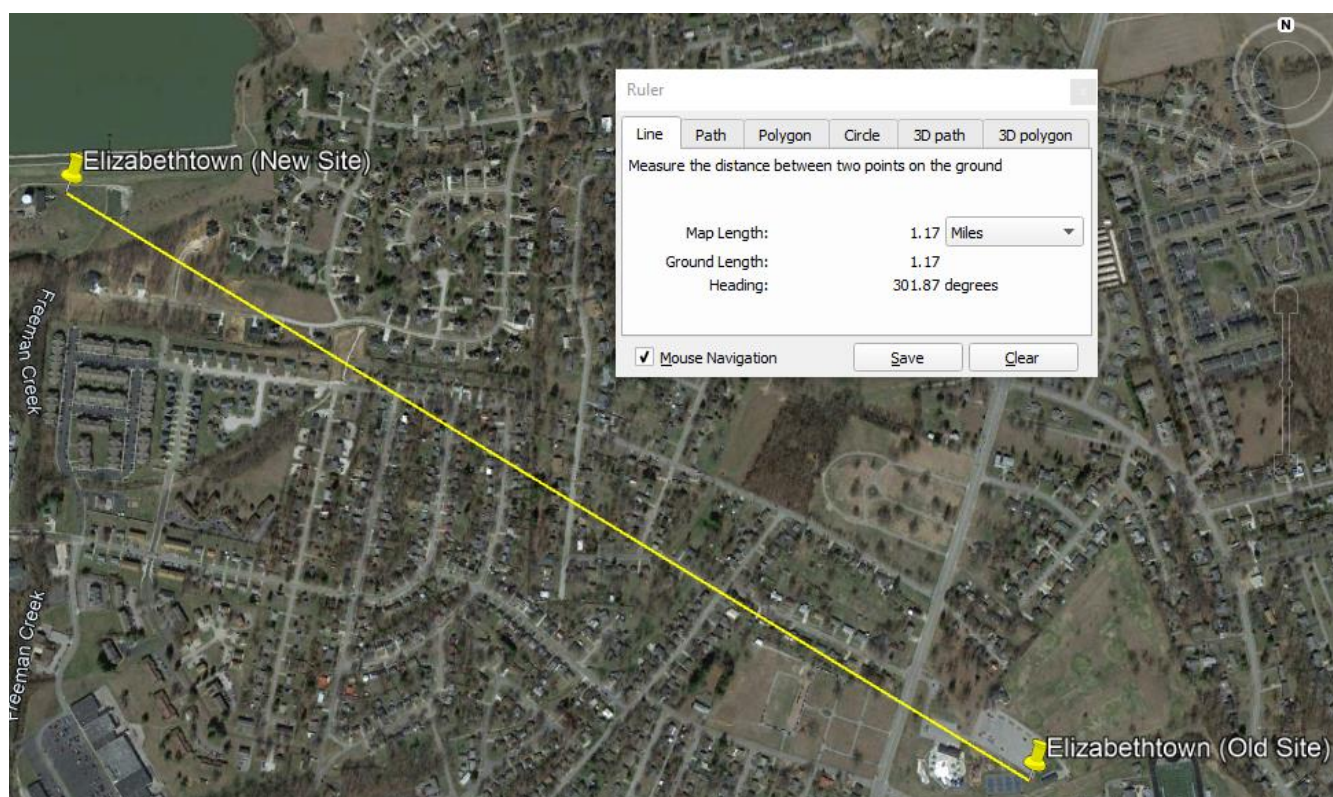 N
Ruler
Line Path Polygon Circle 3D path 3D polygon
Measure the distance between two points on the ground
Map Length: 1.17 Miles
Ground Length: 1.17
Heading: 301.87 degrees
Mouse Navigation Save Clear
Elizabethtown (New Site)
Freeman Creek
Freeman Creek
Elizabethtown (Old Site)